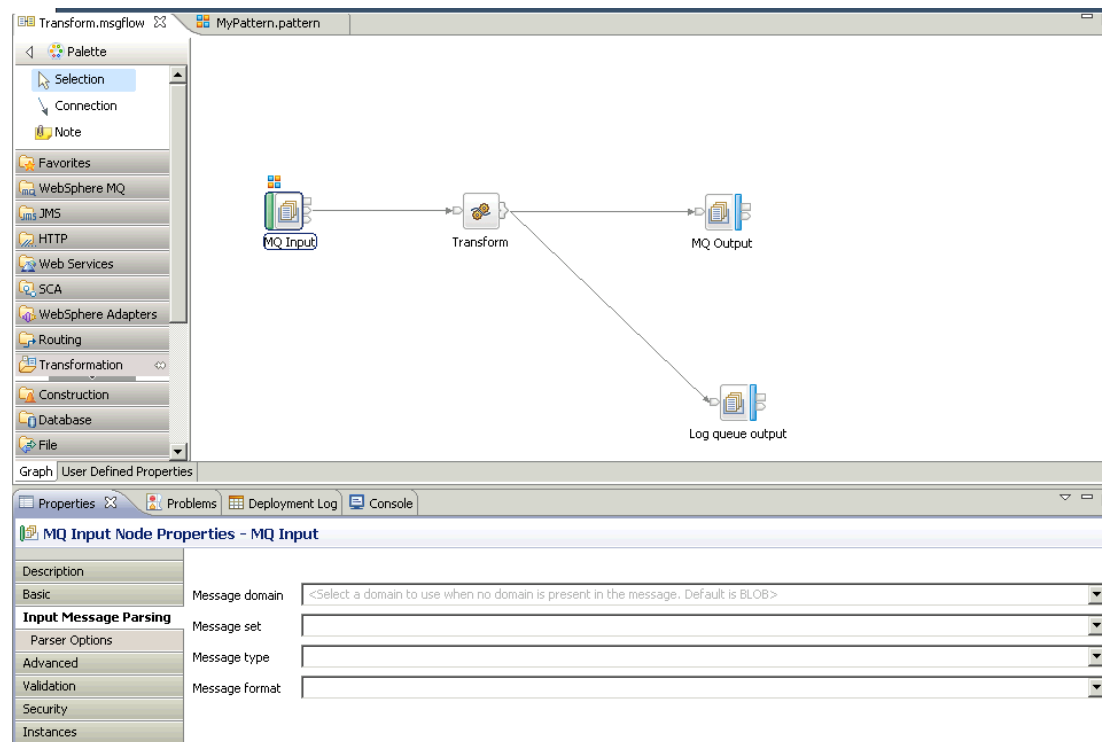 Transform.msgflow MyPattern.pattern
Palette
Selection
Connection
Note
Favorites
WebSphere MQ
JMS
HTTP
Web Services
SCA
WebSphere Adapters
Routing
Transformation
Construction
Database
File
MQ Input Transform MQ Output
Log queue output
Graph User Defined Properties
Properties Problems Deployment Log Console
MQ Input Node Properties - MQ Input
Description
Basic
Input Message Parsing
Parser Options
Advanced
Validation
Security
Instances
Message domain <Select a domain to use when no domain is present in the message. Default is BLOB>
Message set
Message type
Message format